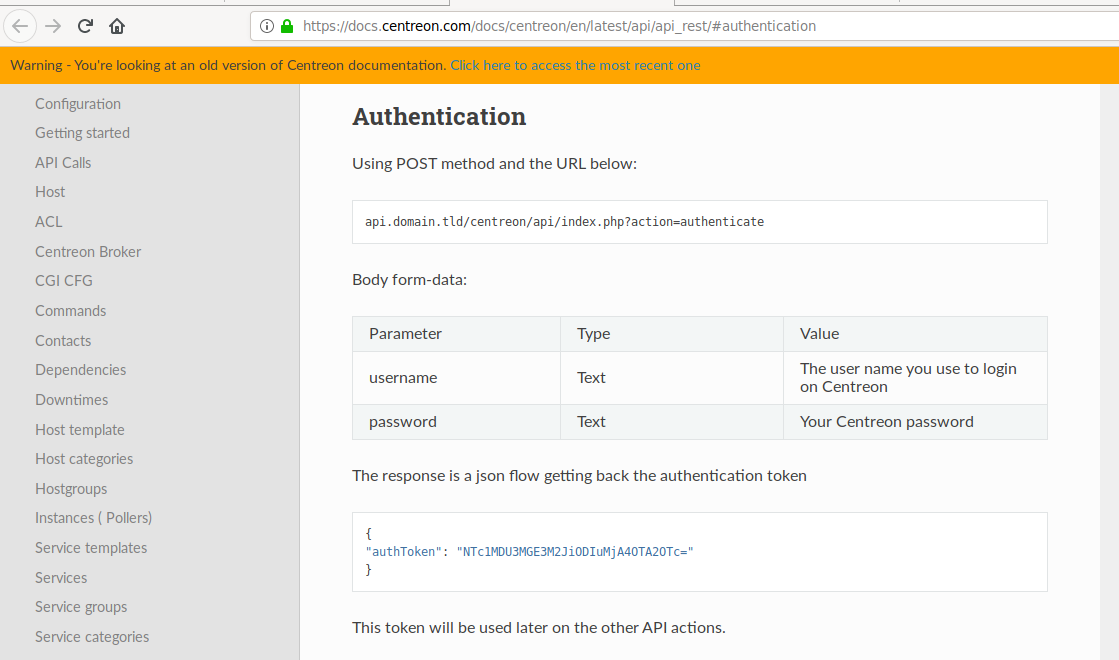 https://docs.centreon.com/docs/centreon/en/latest/api/api_rest/#authentication
Warning - You're looking at an old version of Centreon documentation. Click here to access the most recent one
Configuration
Getting started
API Calls
Host
ACL
Centreon Broker
CGI CFG
Commands
Contacts
Dependencies
Downtimes
Host template
Host categories
Hostgroups
Instances ( Pollers)
Service templates
Services
Service groups
Service categories
Authentication
Using POST method and the URL below:
api.domain.tld/centreon/api/index.php?action=authenticate
Body form-data:
Parameter Type Value
username Text The user name you use to login
on Centreon
password Text Your Centreon password
The response is a json flow getting back the authentication token
{
"authToken": "NTc1MDU3MGE3M2JiODIuMjA4OTA2OTc="
}
This token will be used later on the other API actions.